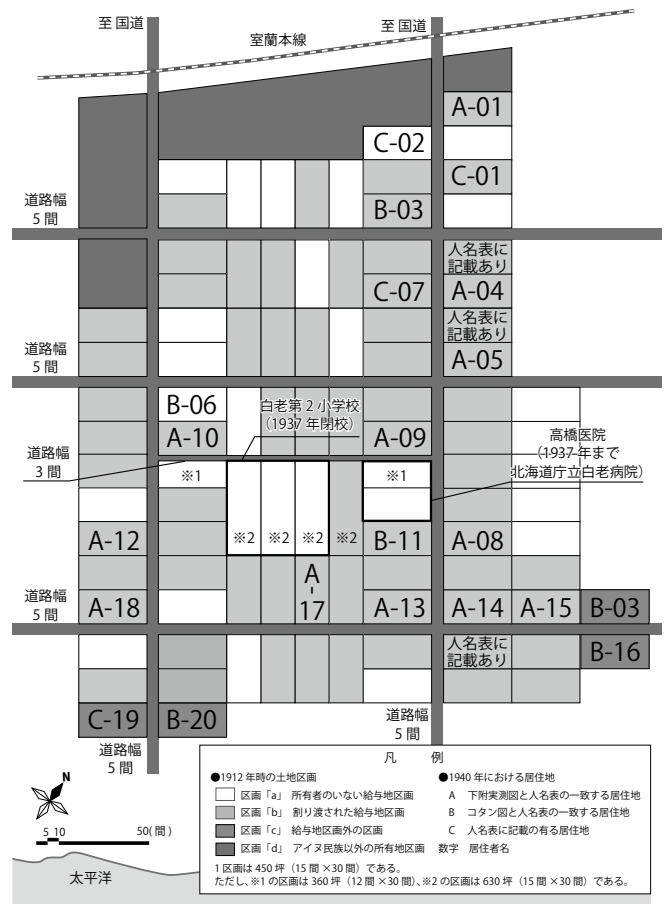 至 国道
至 国道
室蘭本線
A-01
C-02
C-01
道路幅
5 間
B-03
人名表に
記載あり
C-07
A-04
人名表に
記載あり
道路幅
5 間
A-05
B-06
白老第 2 小学校
(1937 年閉校)
A-10
A-09
高橋医院
(1937 年まで
北海道庁立白老病院)
道路幅
3 間
※1
※1
A-12
※2
※2
※2
※2
B-11
A-08
道路幅
5 間
A-18
A-17
A-13
A-14
A-15
B-03
人名表に
記載あり
B-16
C-19
B-20
道路幅
5 間
道路幅
5 間
N
5 10 50( 間 )
太平洋
凡 例
●1912 年時の土地区画
区画「a」 所有者のいない給与地区画
区画「b」 割り渡された給与地区画
区画「c」 給与地区画外の区画
区画「d」 アイヌ民族以外の所有地区画
●1940 年における居住地
A 下附実測図と人名表の一致する居住地
B コタン図と人名表の一致する居住地
C 人名表に記載の有る居住地
数字 居住者名
1 区画は 450 坪（15 間 ×30 間）である。
ただし、※1 の区画は 360 坪（12 間 ×30 間）、※2 の区画は 630 坪（15 間 ×30 間）である。